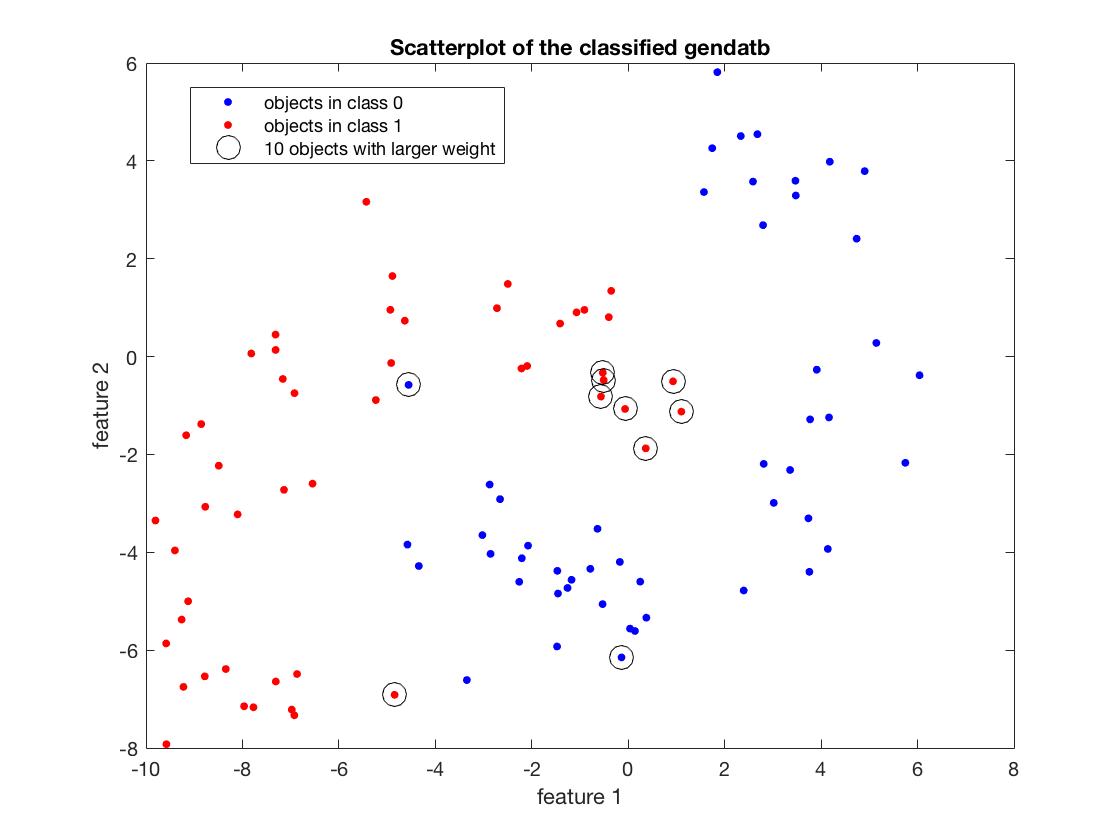 Scatterplot of the classified gendatb
objects in class 0
objects in class 1
10 objects with larger weight
6
4
2
0
-2
-4
-6
-8
feature 2
-10 -8 -6 -4 -2 0 2 4 6 8
feature 1